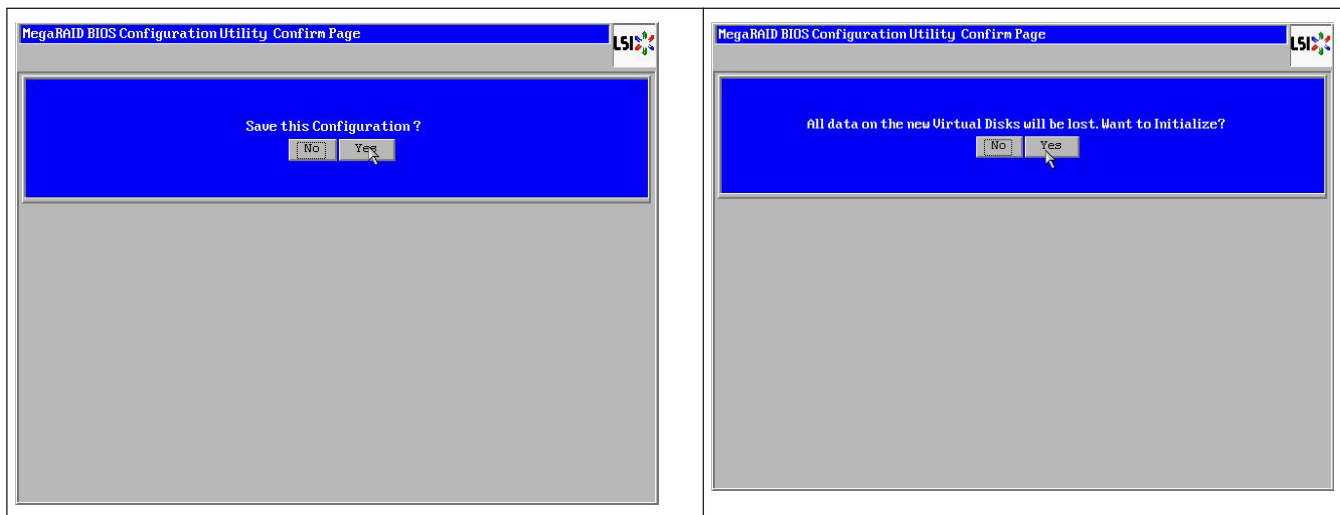 MegaRAID BIOS Configuration Utility Confirm Page
LSI
Save this Configuration ?
No Yes
MegaRAID BIOS Configuration Utility Confirm Page
LSI
All data on the new Virtual Disks will be lost. Want to Initialize?
No Yes